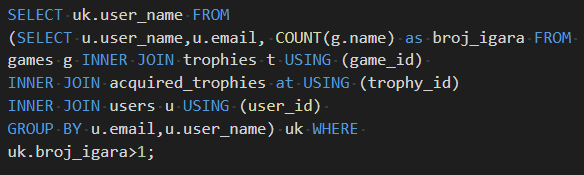 SELECT uk.user_name FROM
(SELECT u.user_name,u.email, COUNT(g.name) as broj_igara FROM
games g INNER JOIN trophies t USING (game_id)
INNER JOIN acquired_trophies at USING (trophy_id)
INNER JOIN users u USING (user_id)
GROUP BY u.email,u.user_name) uk WHERE
uk.broj_igara>1;